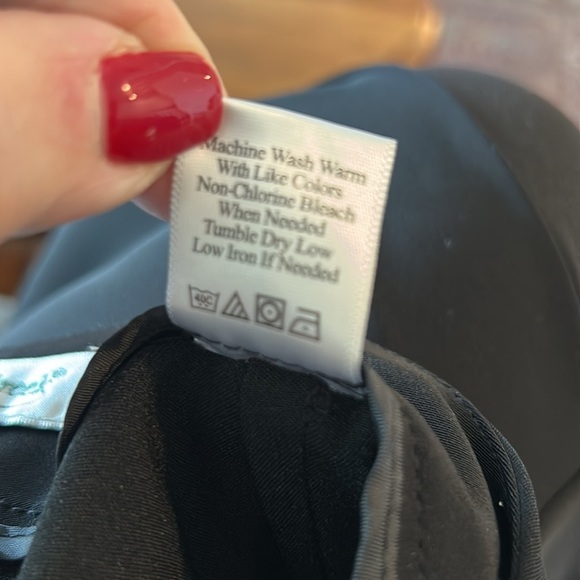 Machine Wash Warm
With Like Colors
Non-Chlorine Bleach
When Needed
Tumble Dry Low
Low Iron If Needed
40C